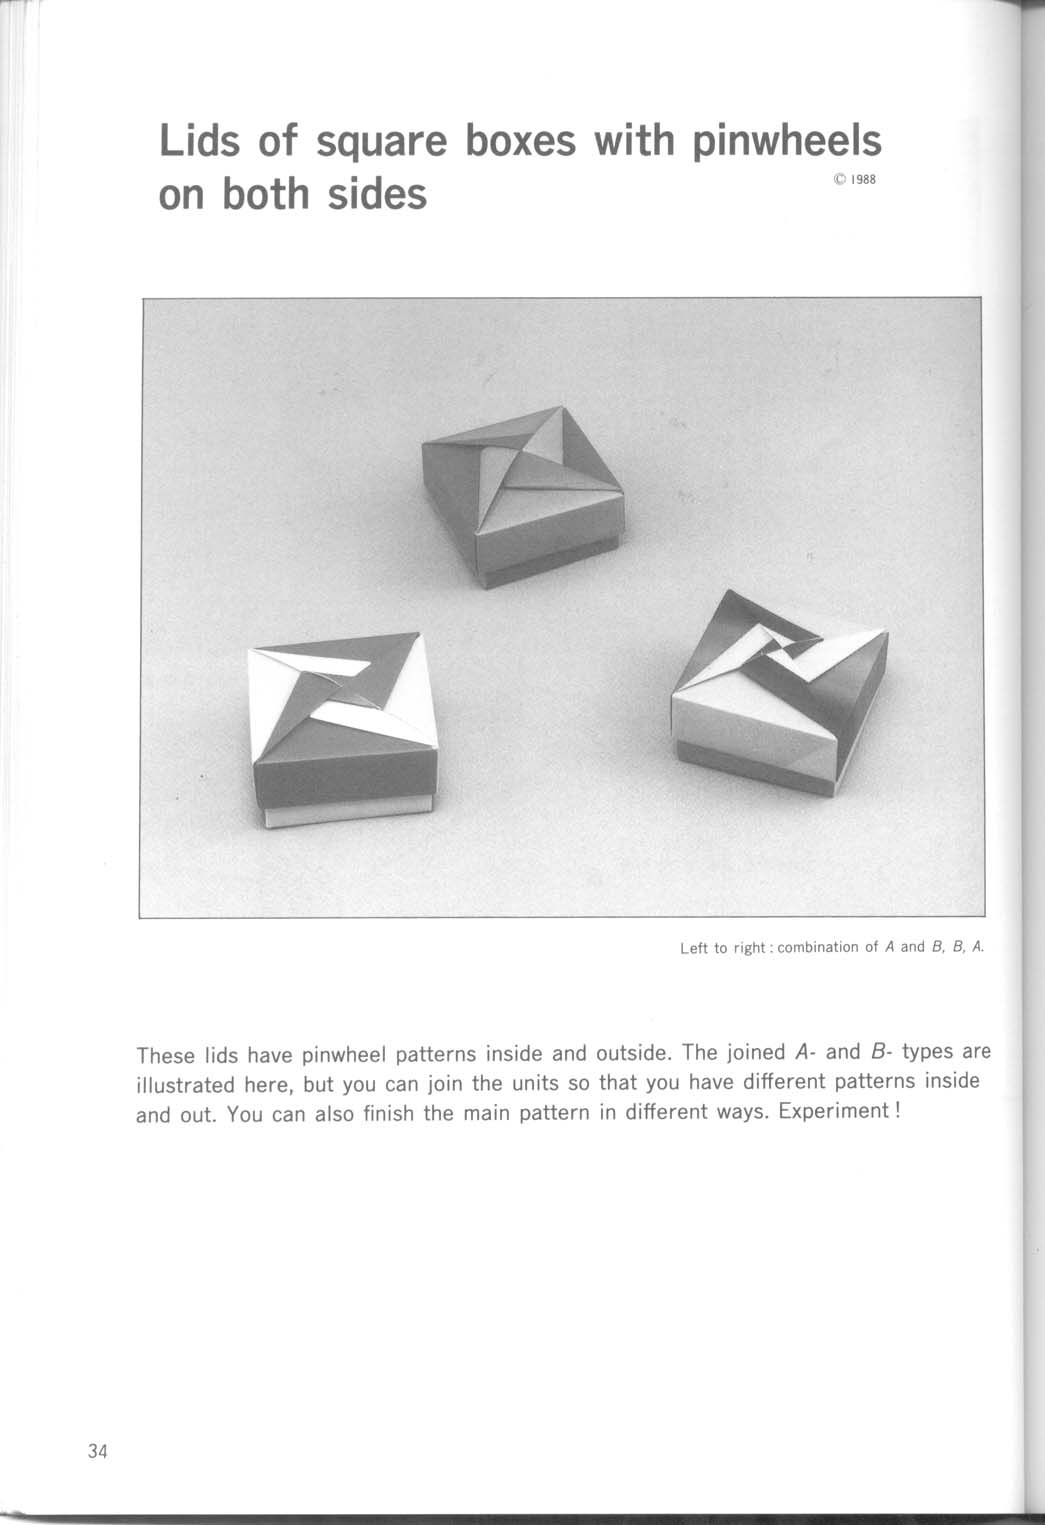 Lids of square boxes with pinwheels
on both sides
© 1988
Left to right : combination of A and B, B, A.
These lids have pinwheel patterns inside and outside. The joined A- and B- types are
illustrated here, but you can join the units so that you have different patterns inside
and out. You can also finish the main pattern in different ways. Experiment !
34